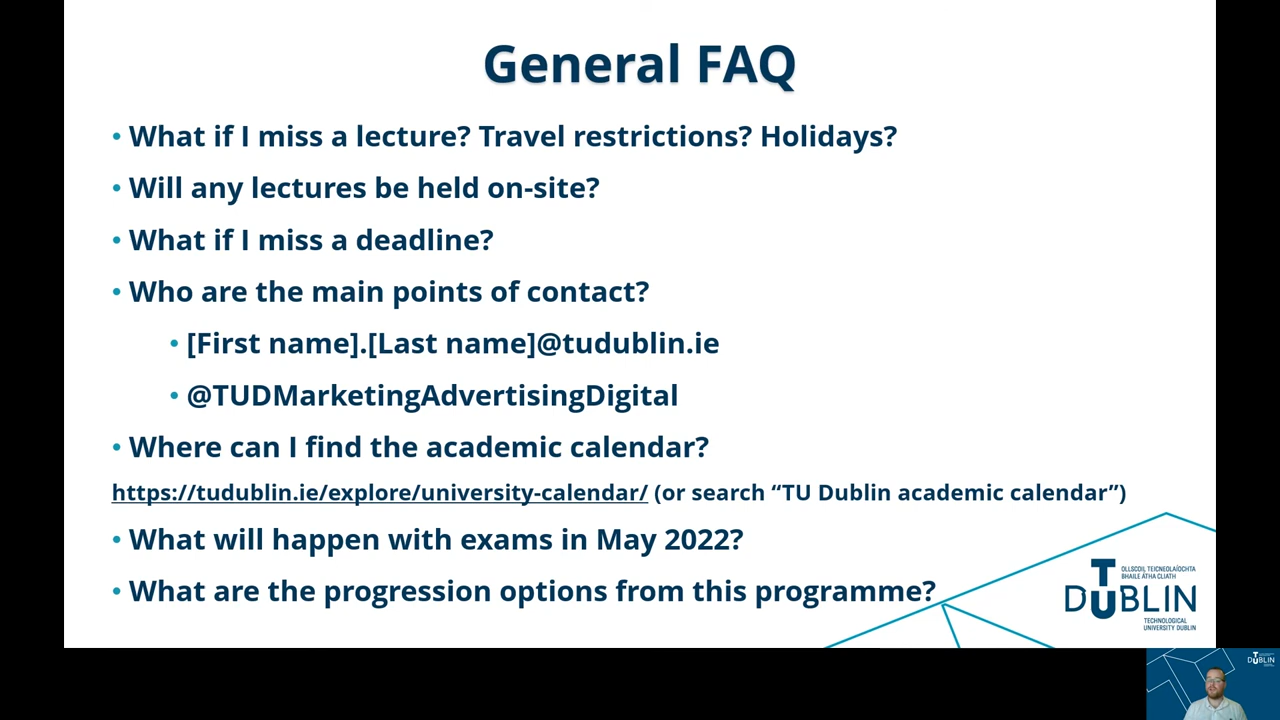 General FAQ
• What if I miss a lecture? Travel restrictions? Holidays?
• Will any lectures be held on-site?
• What if I miss a deadline?
• Who are the main points of contact?
• [First name].[Last name]@tudublin.ie
• @TUDMarketingAdvertisingDigital
• Where can I find the academic calendar?
https://tudublin.ie/explore/university-calendar/ (or search “TU Dublin academic calendar”)
• What will happen with exams in May 2022?
• What are the progression options from this programme?
OLLSCOIL TEICNEOLAÍOCHTA
BHAILE ÁTHA CLIATH
TU DUBLIN
TECHNOLOGICAL
UNIVERSITY DUBLIN
TU DUBLIN